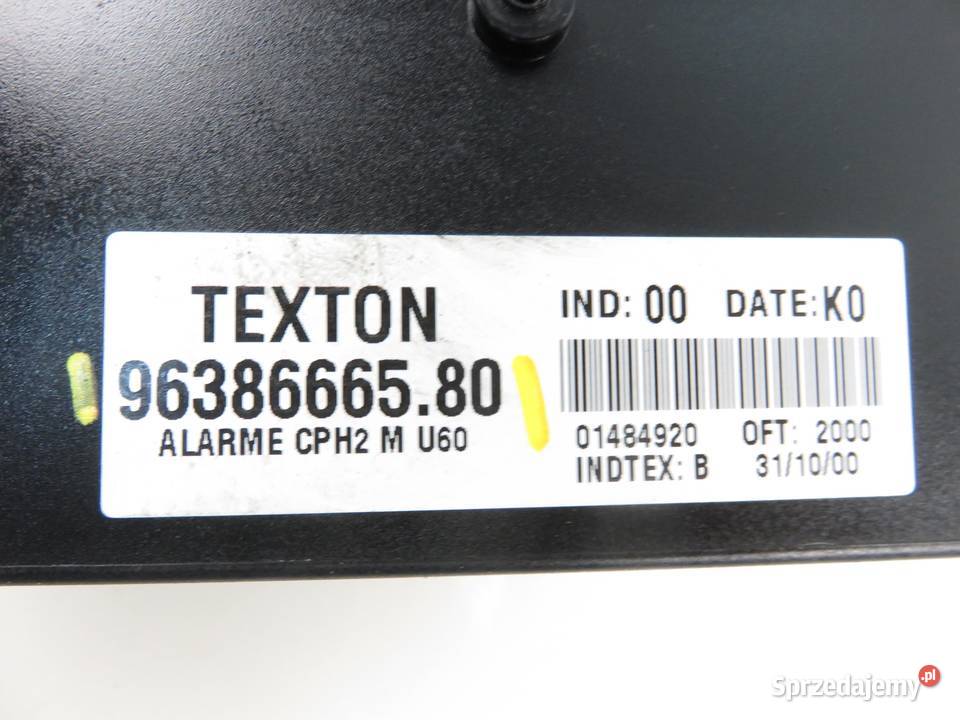 TEXTON
96386665.80
ALARME CPH2 M U60
IND: 00 DATE: K0
01484920 OFT: 2000
INDTEX: B 31/10/00
Sprzedajemy.pl